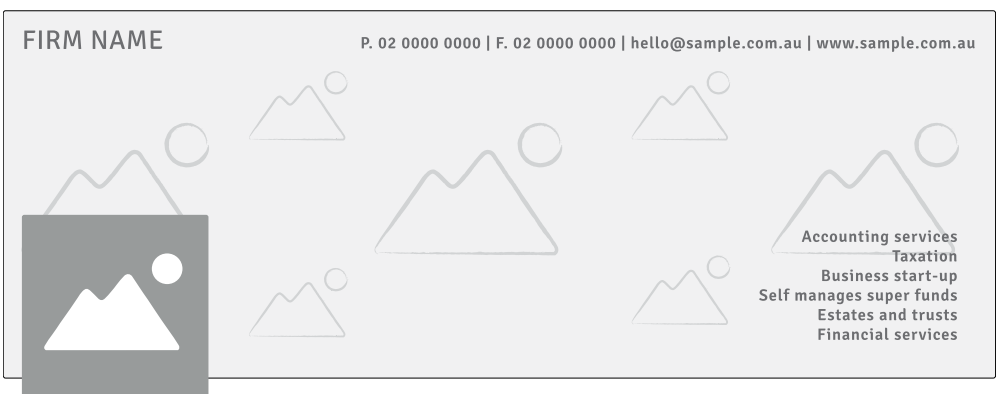 FIRM NAME
P. 02 0000 0000 | F. 02 0000 0000 | hello@sample.com.au | www.sample.com.au
Accounting services
Taxation
Business start-up
Self manages super funds
Estates and trusts
Financial services